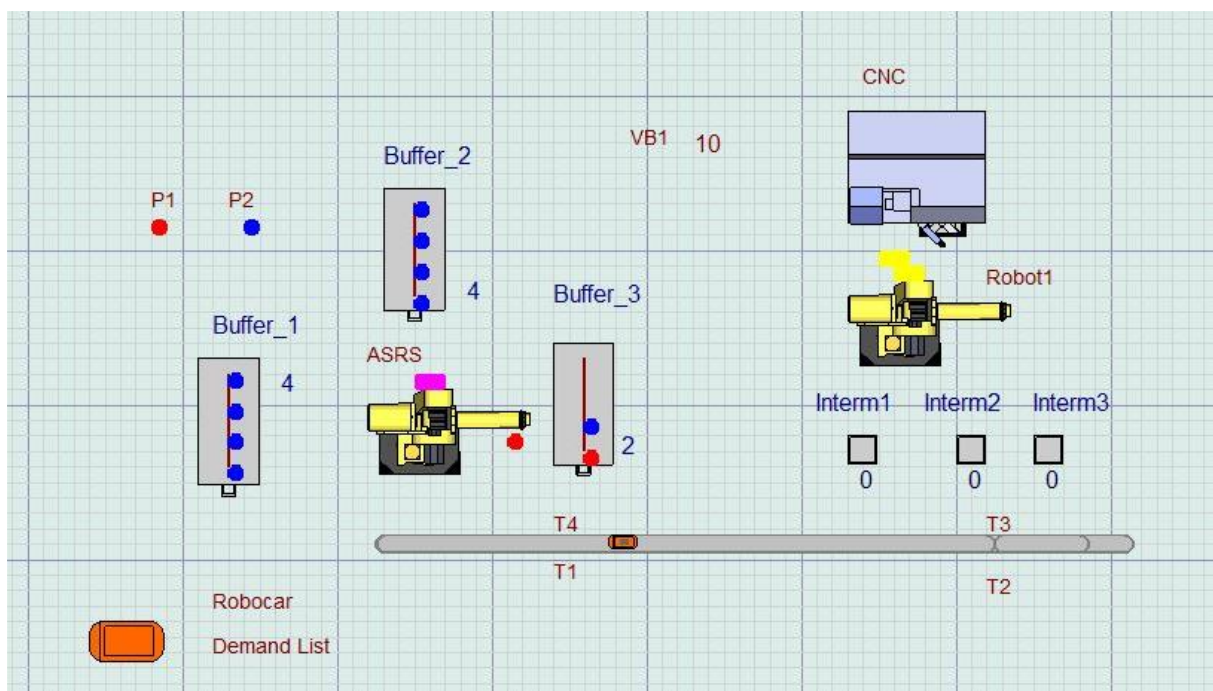 CNC
VB1 10
Buffer_2
P1 P2
4
Buffer_3
Robot1
Buffer_1
ASRS
4
Interm1 Interm2 Interm3
2
0 0 0
T4 T3
T1
T2
Robocar
Demand List